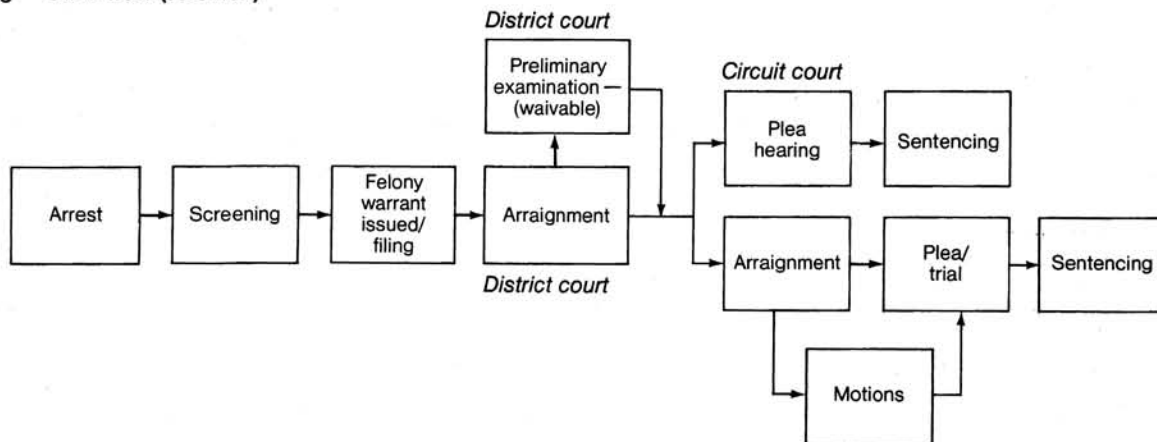 District court
Preliminary
examination —
(waivable)
Circuit court
Plea
hearing
Sentencing
Arrest
Screening
Felony
warrant
issued/
filing
Arraignment
District court
Arraignment
Plea/
trial
Sentencing
Motions